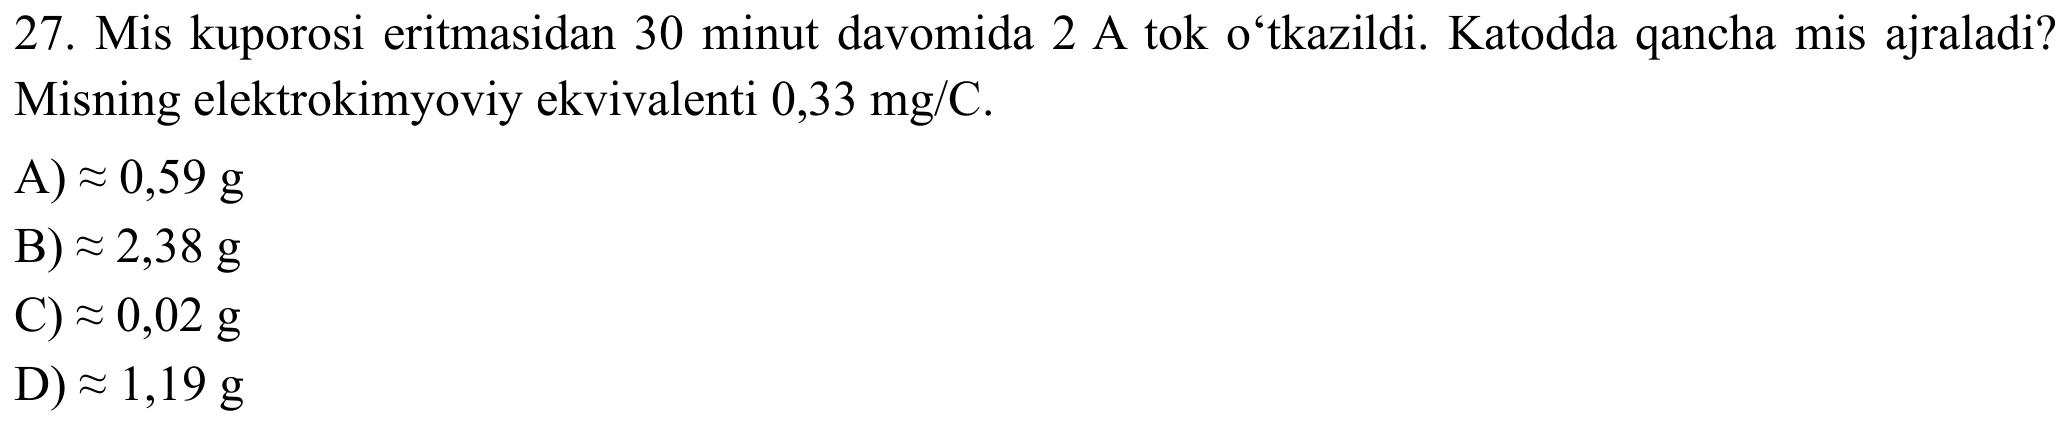 27. Mis kuporosi eritmasidan 30 minut davomida 2 A tok o‘tkazildi. Katodda qancha mis ajraladi?
Misning elektrokimyoviy ekvivalenti 0,33 mg/C.
A) ≈ 0,59 g
B) ≈ 2,38 g
C) ≈ 0,02 g
D) ≈ 1,19 g